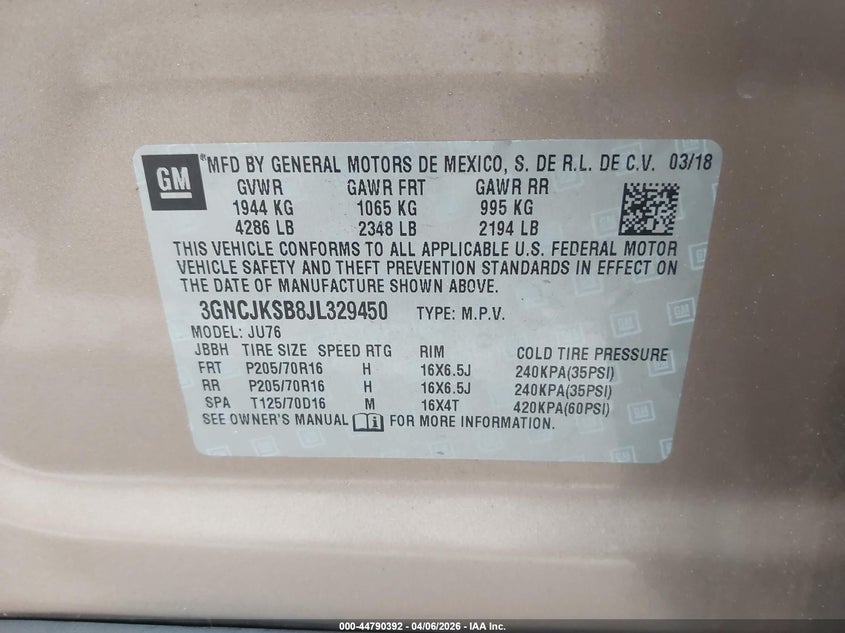 GM
®MFD BY GENERAL MOTORS DE MEXICO, S. DE R.L. DE C.V. 03/18
GVWR GAWR FRT GAWR RR
1944 KG 1065 KG 995 KG
4286 LB 2348 LB 2194 LB
THIS VEHICLE CONFORMS TO ALL APPLICABLE U.S. FEDERAL MOTOR
VEHICLE SAFETY AND THEFT PREVENTION STANDARDS IN EFFECT ON
THE DATE OF MANUFACTURE SHOWN ABOVE.
3GNCJKSB8JL329450 TYPE: M.P.V.
MODEL: JU76
JBBH TIRE SIZE SPEED RTG RIM COLD TIRE PRESSURE
FRT P205/70R16 H 16X6.5J 240KPA(35PSI)
RR P205/70R16 H 16X6.5J 240KPA(35PSI)
SPA T125/70D16 M 16X4T 420KPA(60PSI)
SEE OWNER'S MANUAL FOR MORE INFORMATION.
000-44790392 - 04/06/2026 - IAA Inc.